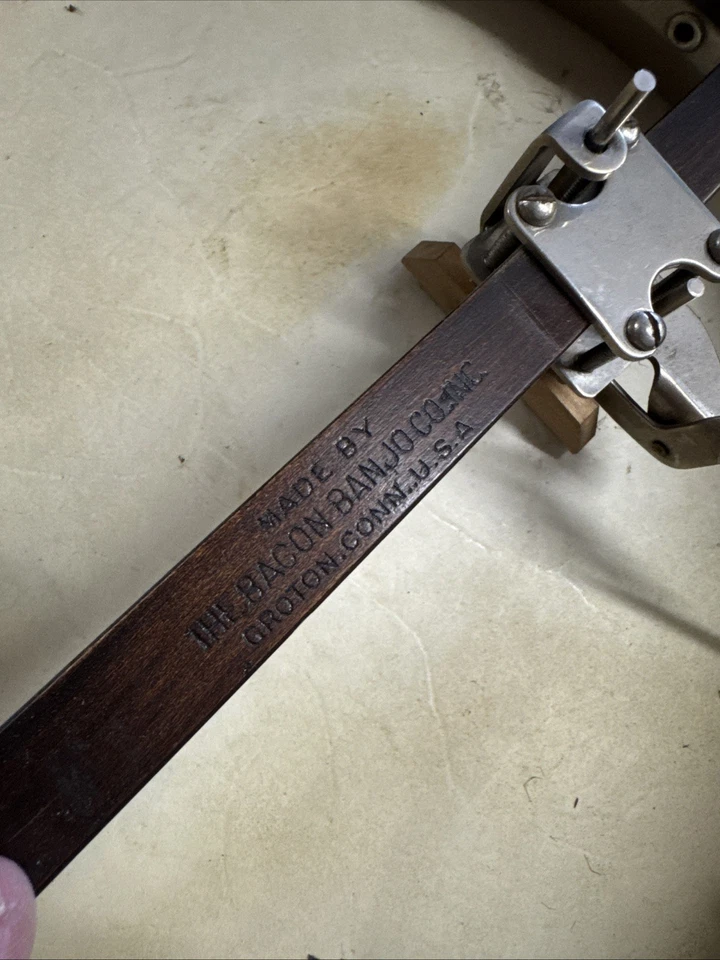 MADE BY
THE BACON BANJO CO. INC.
GROTON. CONN. U.S.A